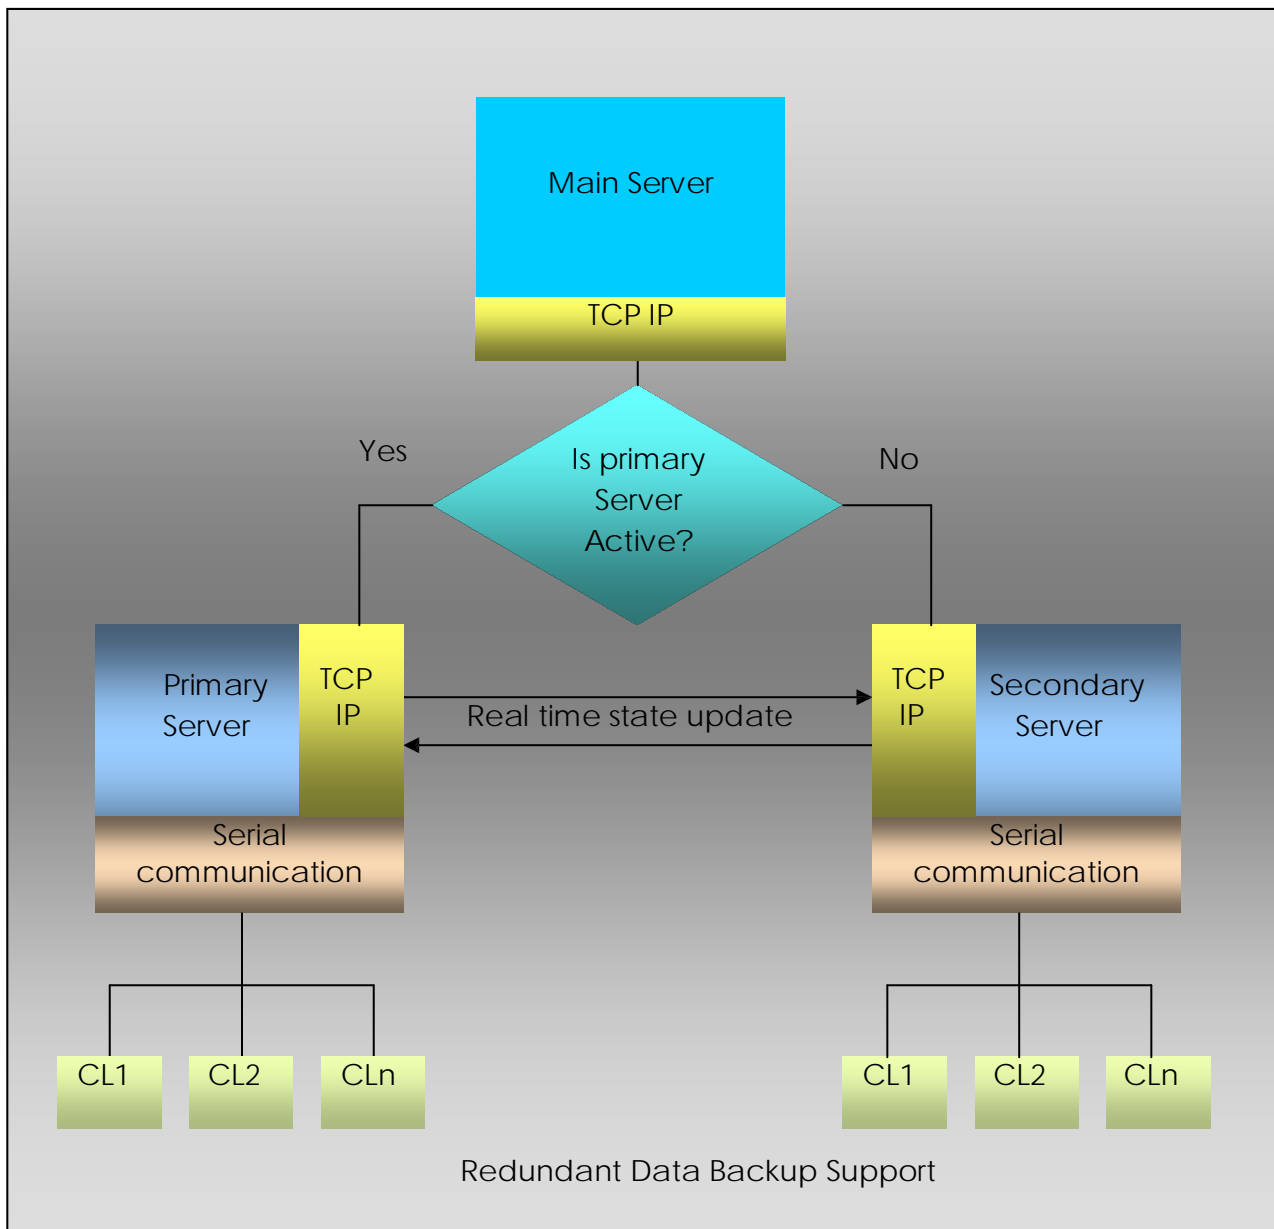 Main Server
TCP IP
Yes
Is primary
Server
Active?
No
Primary
Server
TCP
IP
Real time state update
TCP
IP
Secondary
Server
Serial
communication
Serial
communication
CL1
CL2
CLn
CL1
CL2
CLn
Redundant Data Backup Support